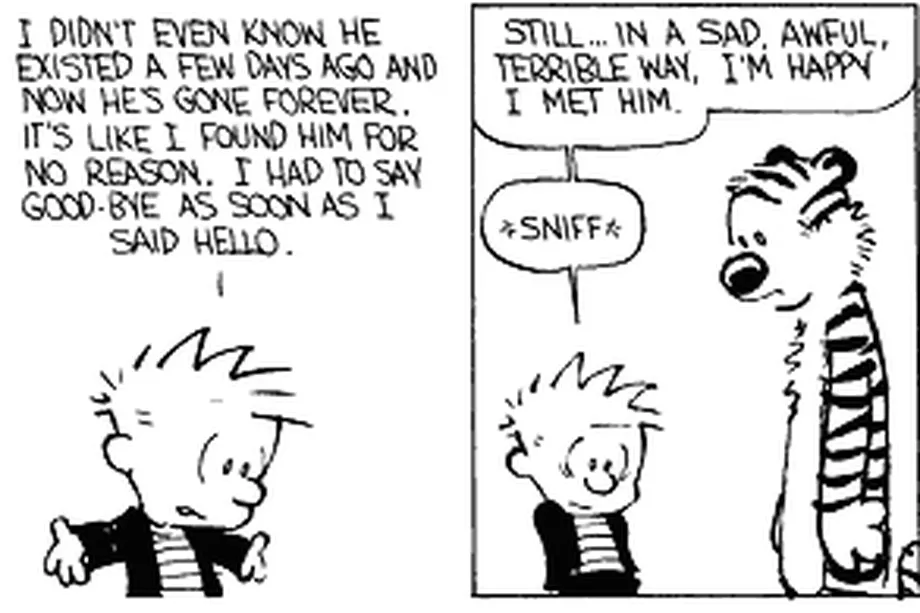 I DIDN'T EVEN KNOW HE
EXISTED A FEW DAYS AGO AND
NOW HE'S GONE FOREVER.
IT'S LIKE I FOUND HIM FOR
NO REASON. I HAD TO SAY
GOOD-BYE AS SOON AS I
SAID HELLO.
STILL... IN A SAD, AWFUL,
TERRIBLE WAY, I'M HAPPY
I MET HIM.
*SNIFF*